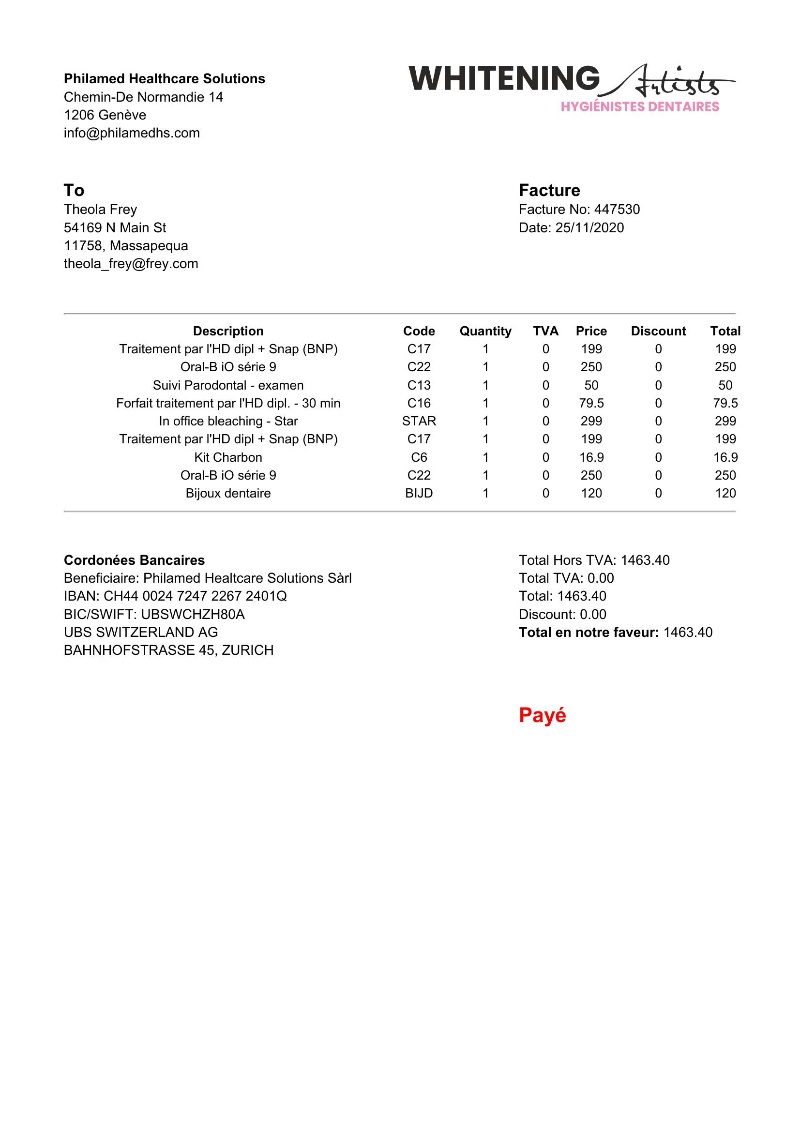 Philamed Healthcare Solutions
Chemin-De Normandie 14
1206 Genève
info@philamedhs.com
WHITENING Artists
HYGIÉNISTES DENTAIRES
To
Theola Frey
54169 N Main St
11758, Massapequa
theola_frey@frey.com
Facture
Facture No: 447530
Date: 25/11/2020
Description Code Quantity TVA Price Discount Total
Traitement par l'HD dipl + Snap (BNP) C17 1 0 199 0 199
Oral-B iO série 9 C22 1 0 250 0 250
Suivi Parodontal - examen C13 1 0 50 0 50
Forfait traitement par l'HD dipl. - 30 min C16 1 0 79.5 0 79.5
In office bleaching - Star STAR 1 0 299 0 299
Traitement par l'HD dipl + Snap (BNP) C17 1 0 199 0 199
Kit Charbon C6 1 0 16.9 0 16.9
Oral-B iO série 9 C22 1 0 250 0 250
Bijoux dentaire BIJD 1 0 120 0 120
Cordonées Bancaires
Beneficiaire: Philamed Healtcare Solutions Sàrl
IBAN: CH44 0024 7247 2267 2401Q
BIC/SWIFT: UBSWCHZH80A
UBS SWITZERLAND AG
BAHNHOFSTRASSE 45, ZURICH
Total Hors TVA: 1463.40
Total TVA: 0.00
Total: 1463.40
Discount: 0.00
Total en notre faveur: 1463.40
Payé